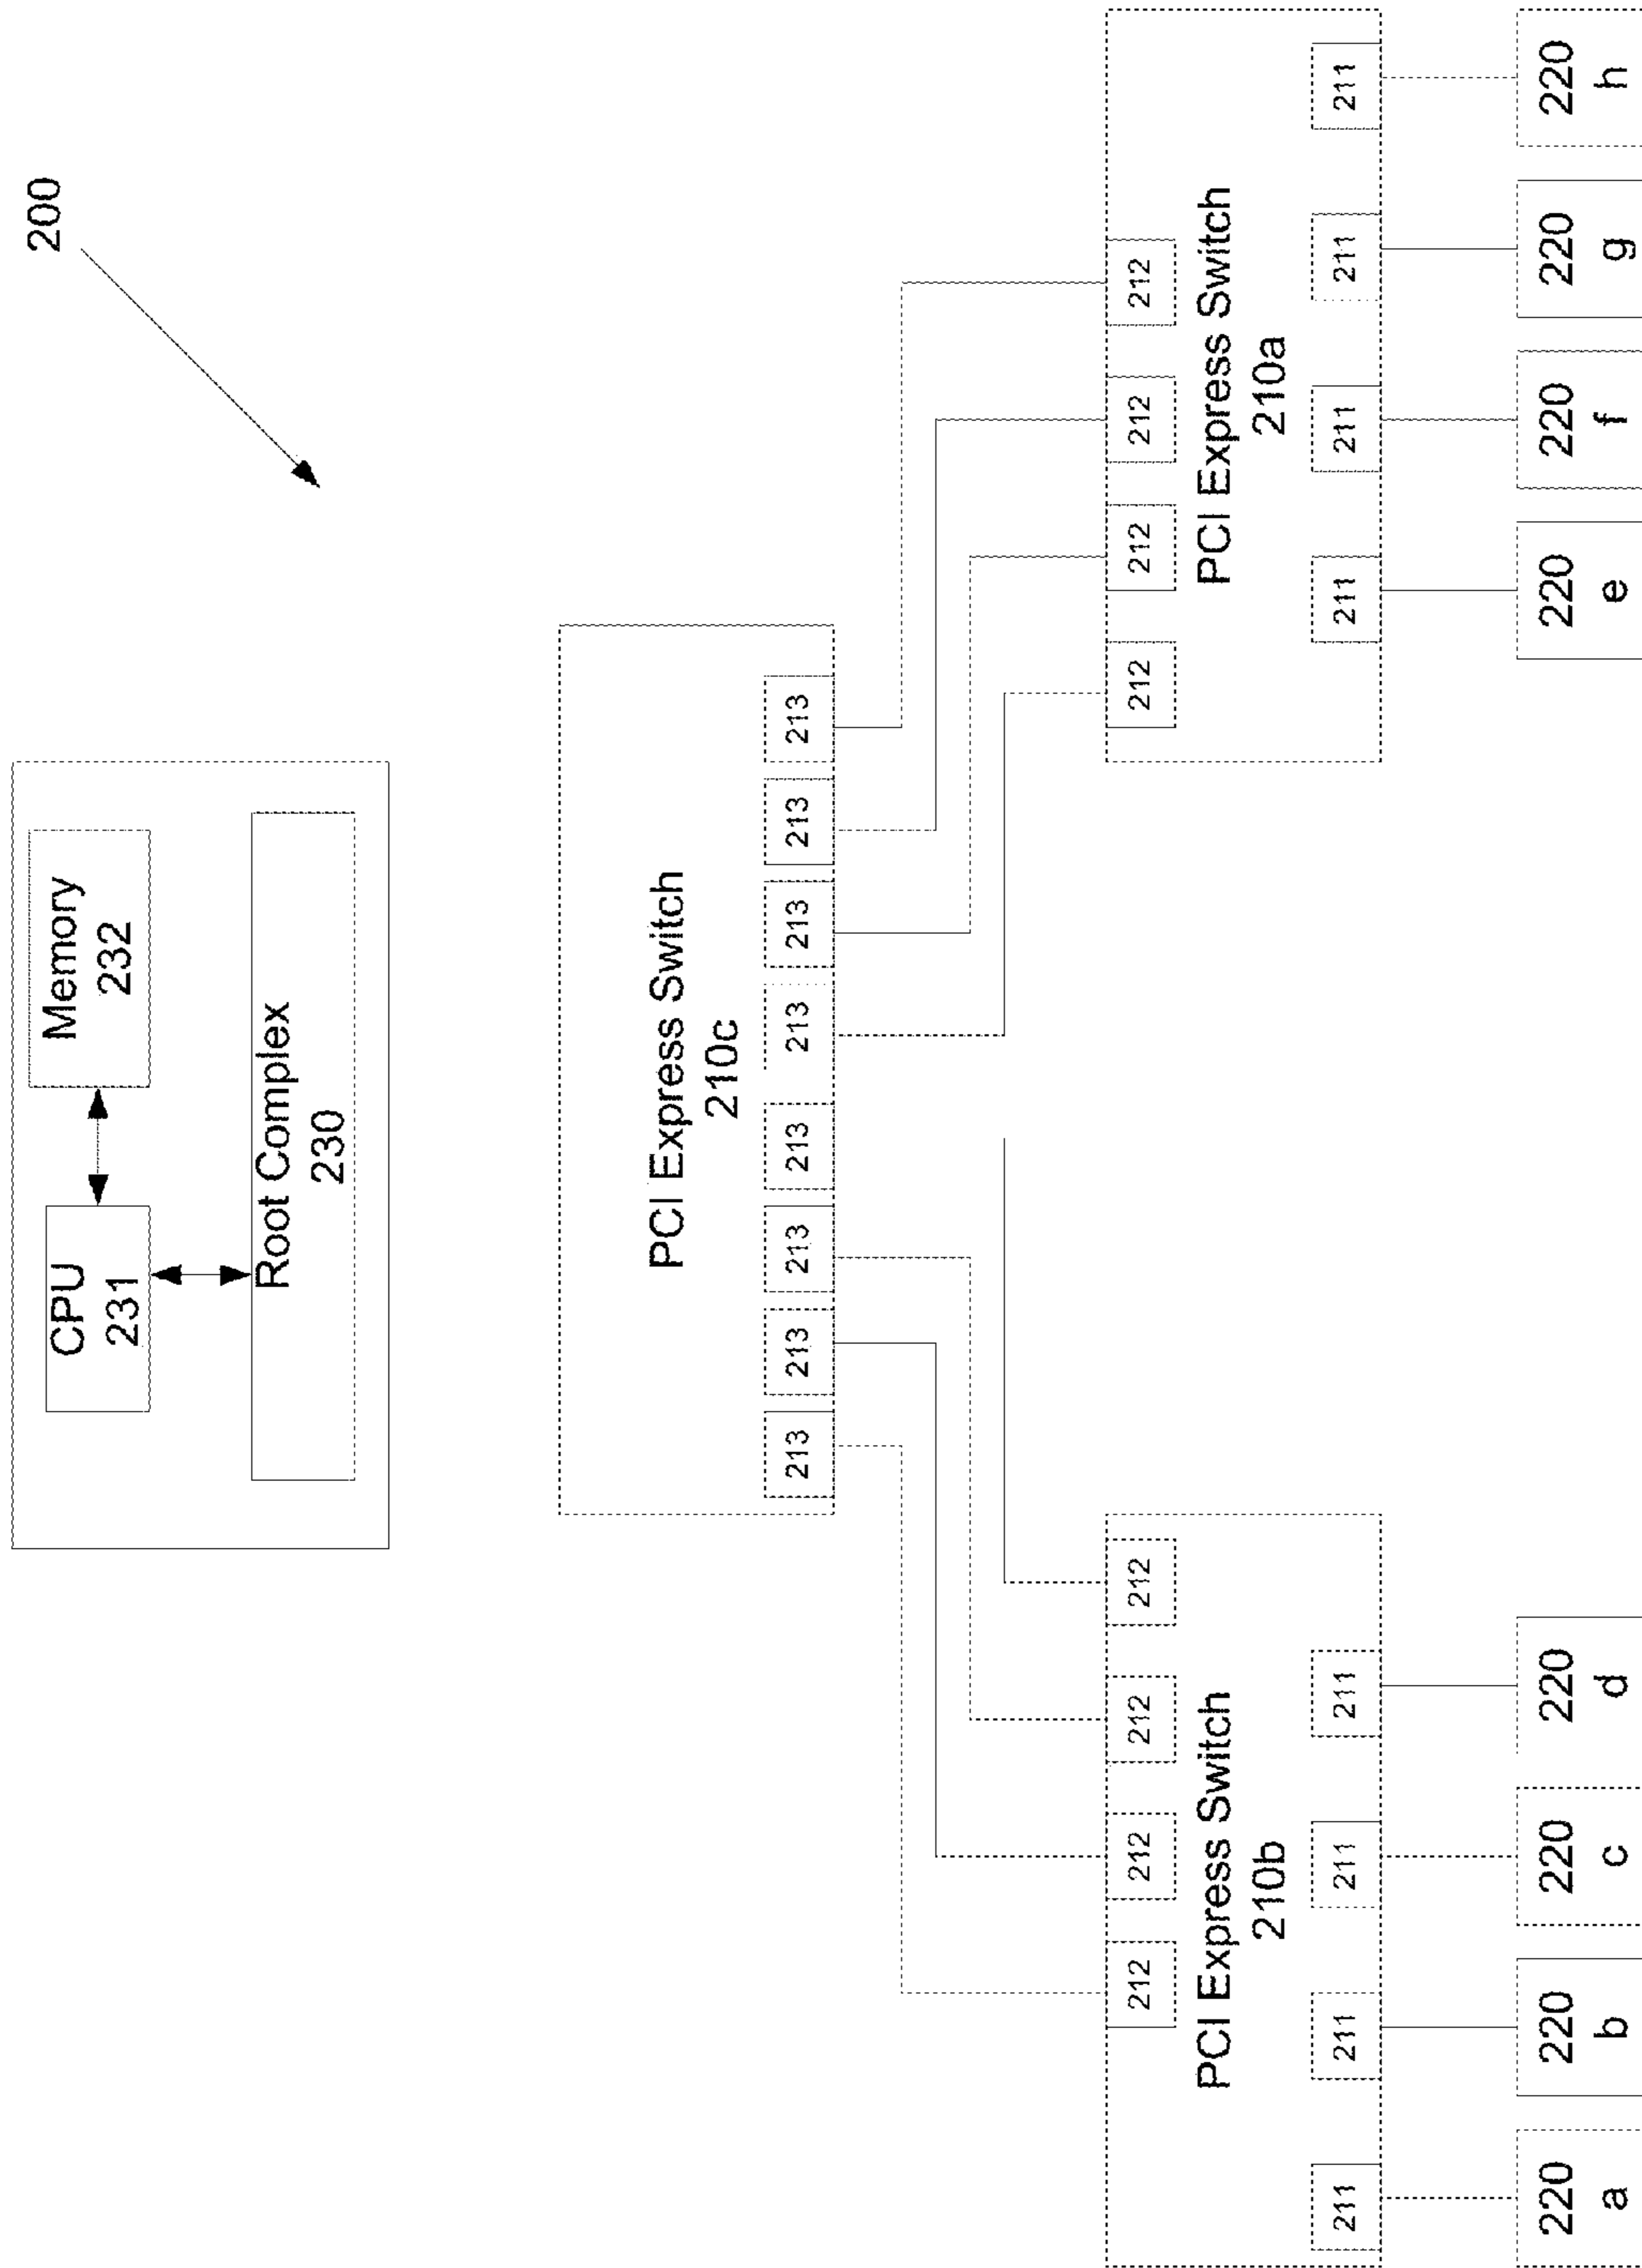 200
CPU
231
Memory
232
Root Complex
230
PCI Express Switch
210c
213
213
213
213
213
213
213
213
212
212
212
212
PCI Express Switch
210b
211
211
211
211
212
212
212
212
PCI Express Switch
210a
211
211
211
211
220
a
220
b
220
c
220
d
220
e
220
f
220
g
220
h